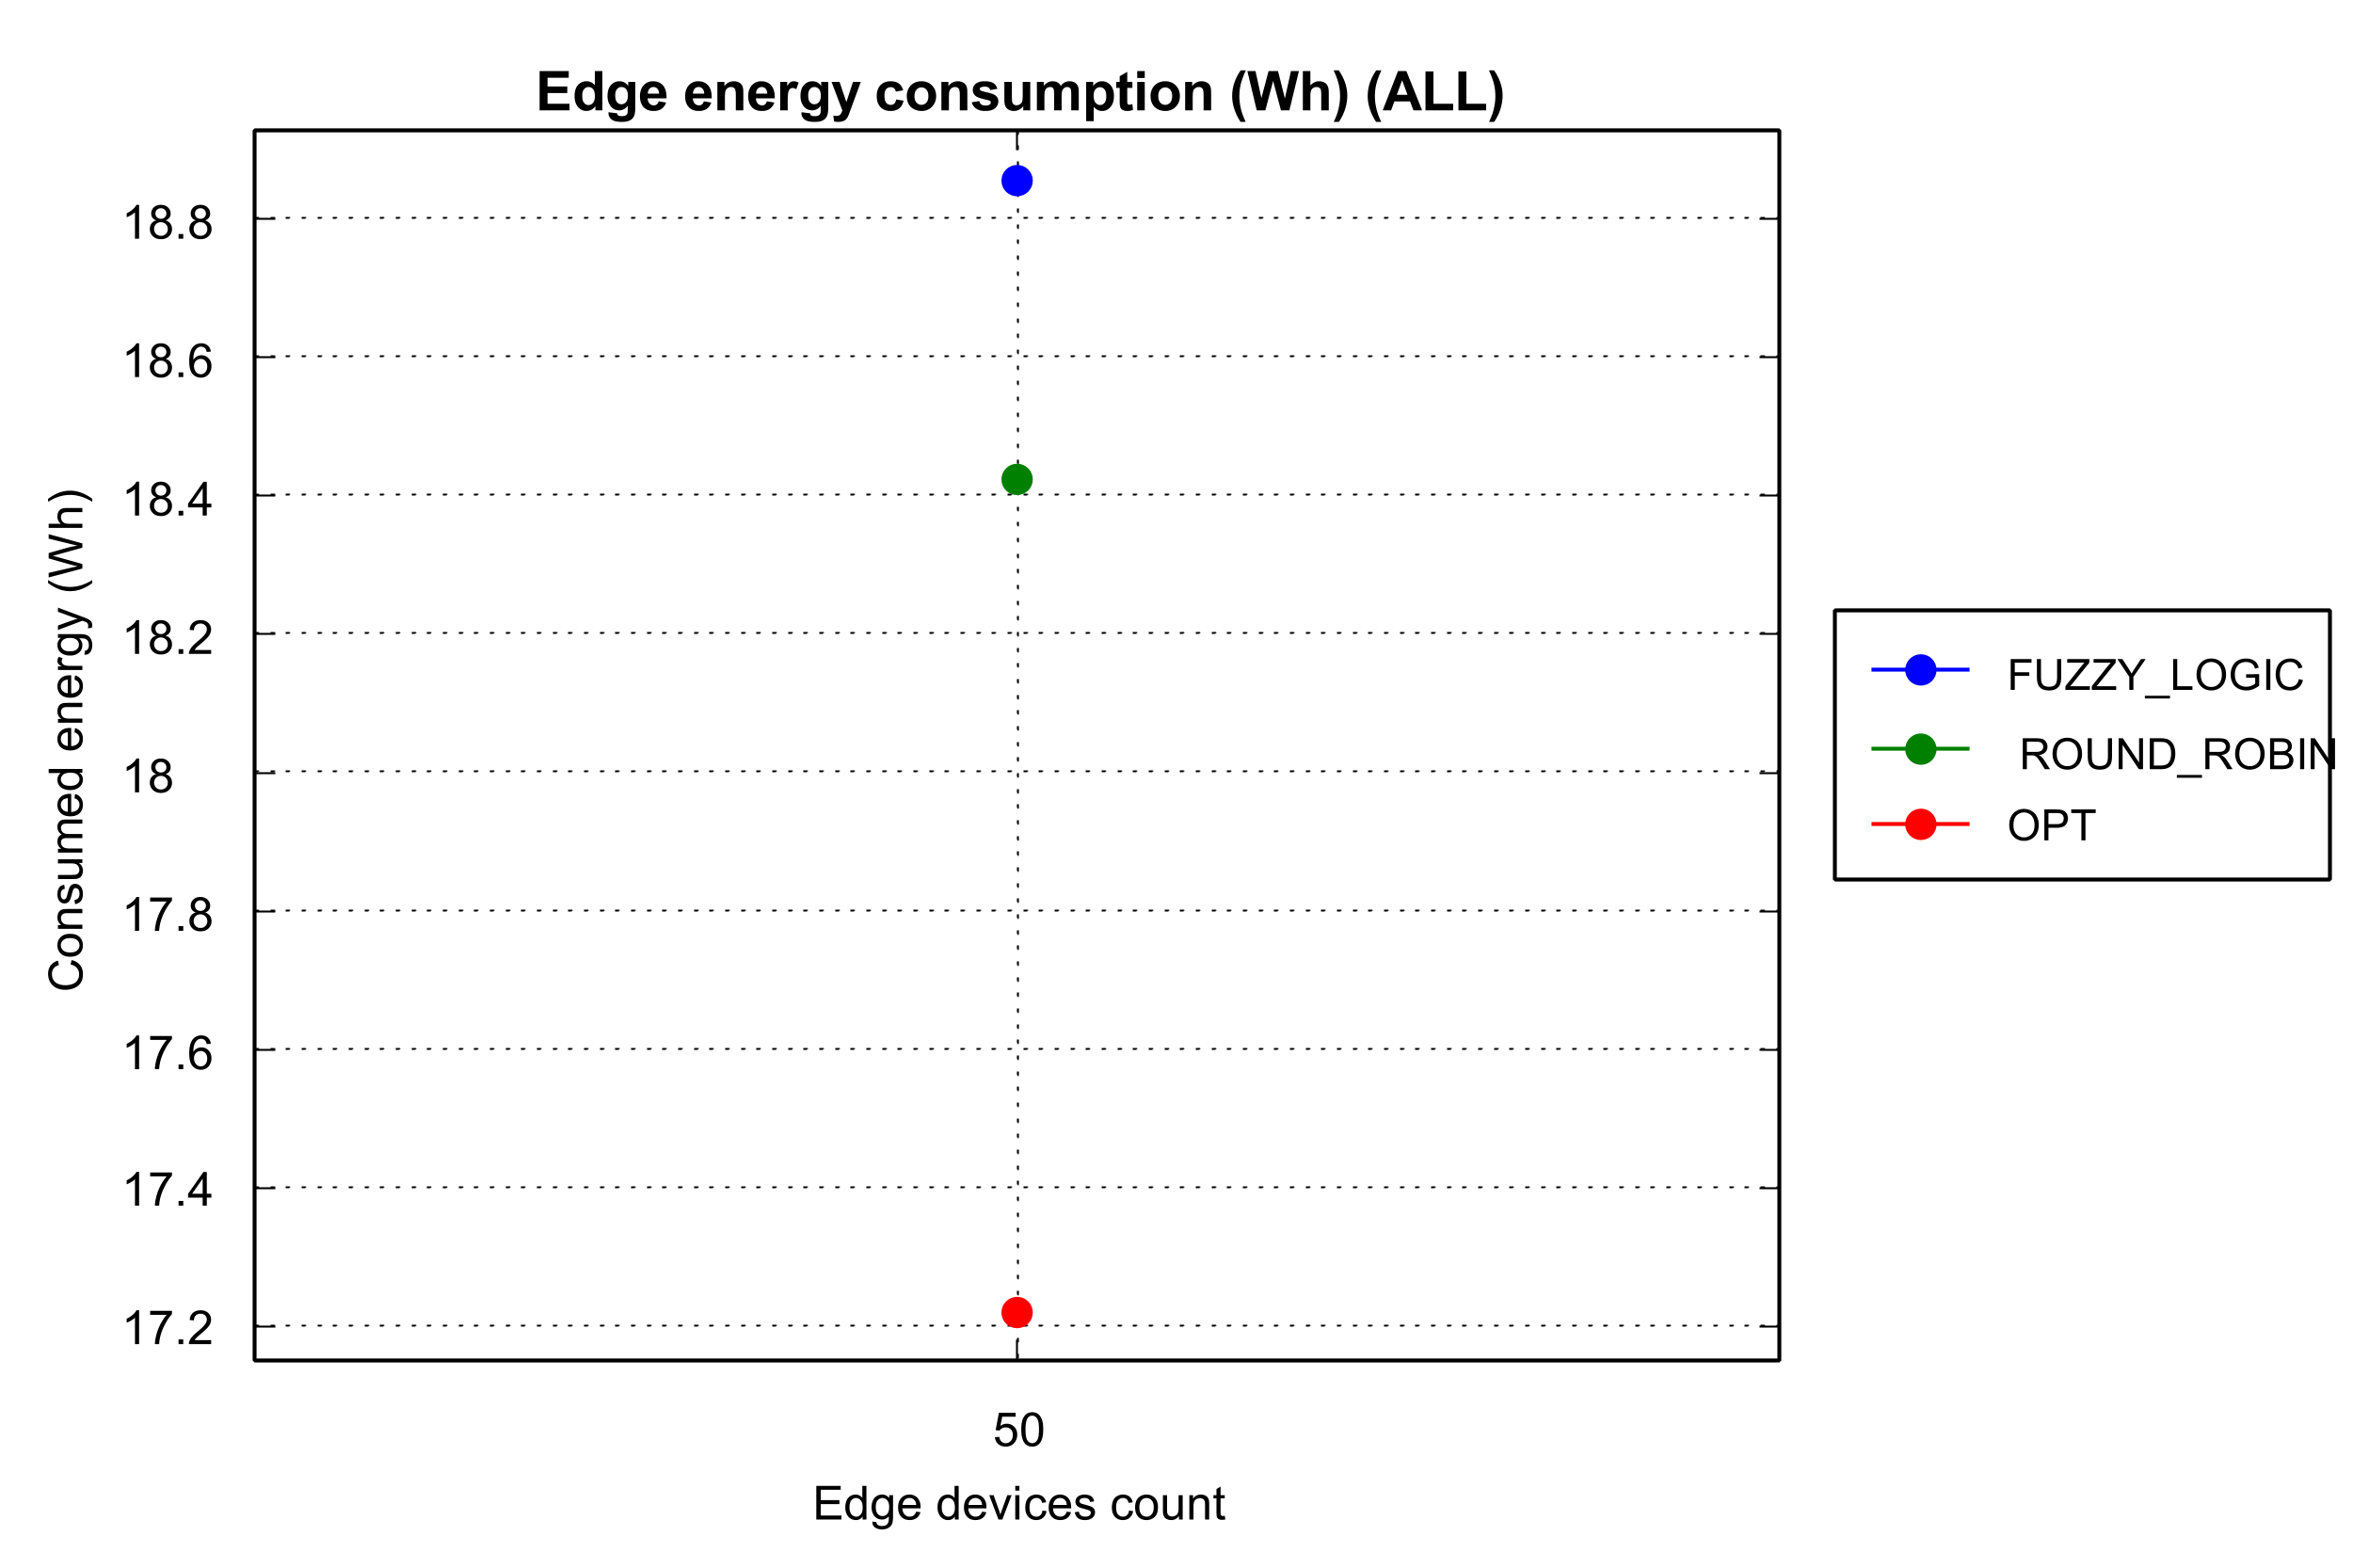 Edge energy consumption (Wh) (ALL)
Consumed energy (Wh)
18.8
18.6
18.4
18.2
18
17.8
17.6
17.4
17.2
50
Edge devices count
FUZZY_LOGIC
ROUND_ROBIN
OPT